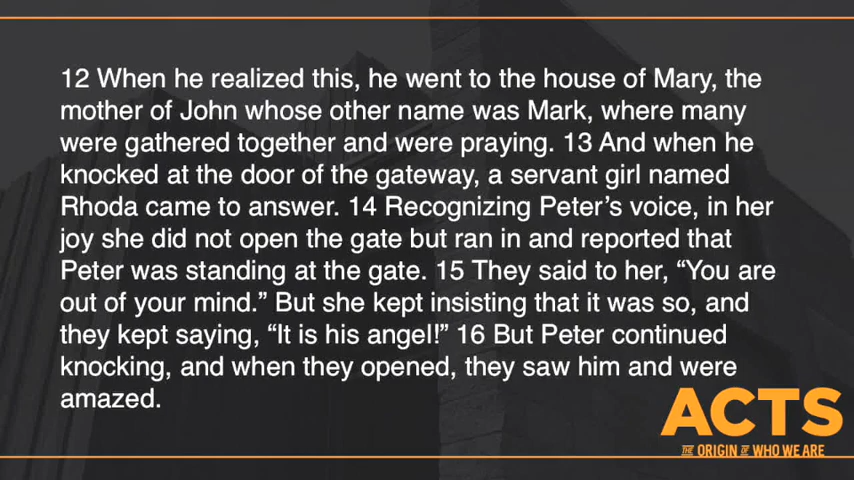 12 When he realized this, he went to the house of Mary, the
mother of John whose other name was Mark, where many
were gathered together and were praying. 13 And when he
knocked at the door of the gateway, a servant girl named
Rhoda came to answer. 14 Recognizing Peter’s voice, in her
joy she did not open the gate but ran in and reported that
Peter was standing at the gate. 15 They said to her, “You are
out of your mind.” But she kept insisting that it was so, and
they kept saying, “It is his angel!” 16 But Peter continued
knocking, and when they opened, they saw him and were
amazed.
ACTS
THE ORIGIN OF WHO WE ARE